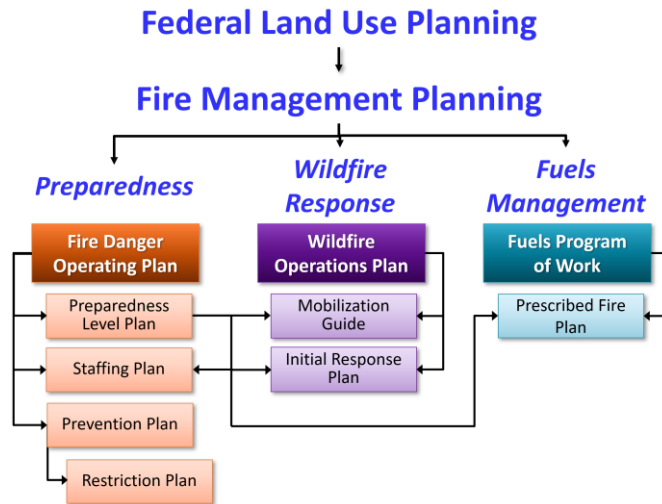 Federal Land Use Planning
Fire Management Planning
Preparedness
Wildfire
Response
Fuels
Management
Fire Danger
Operating Plan
Wildfire
Operations Plan
Fuels Program
of Work
Preparedness
Level Plan
Mobilization
Guide
Prescribed Fire
Plan
Staffing Plan
Initial Response
Plan
Prevention Plan
Restriction Plan